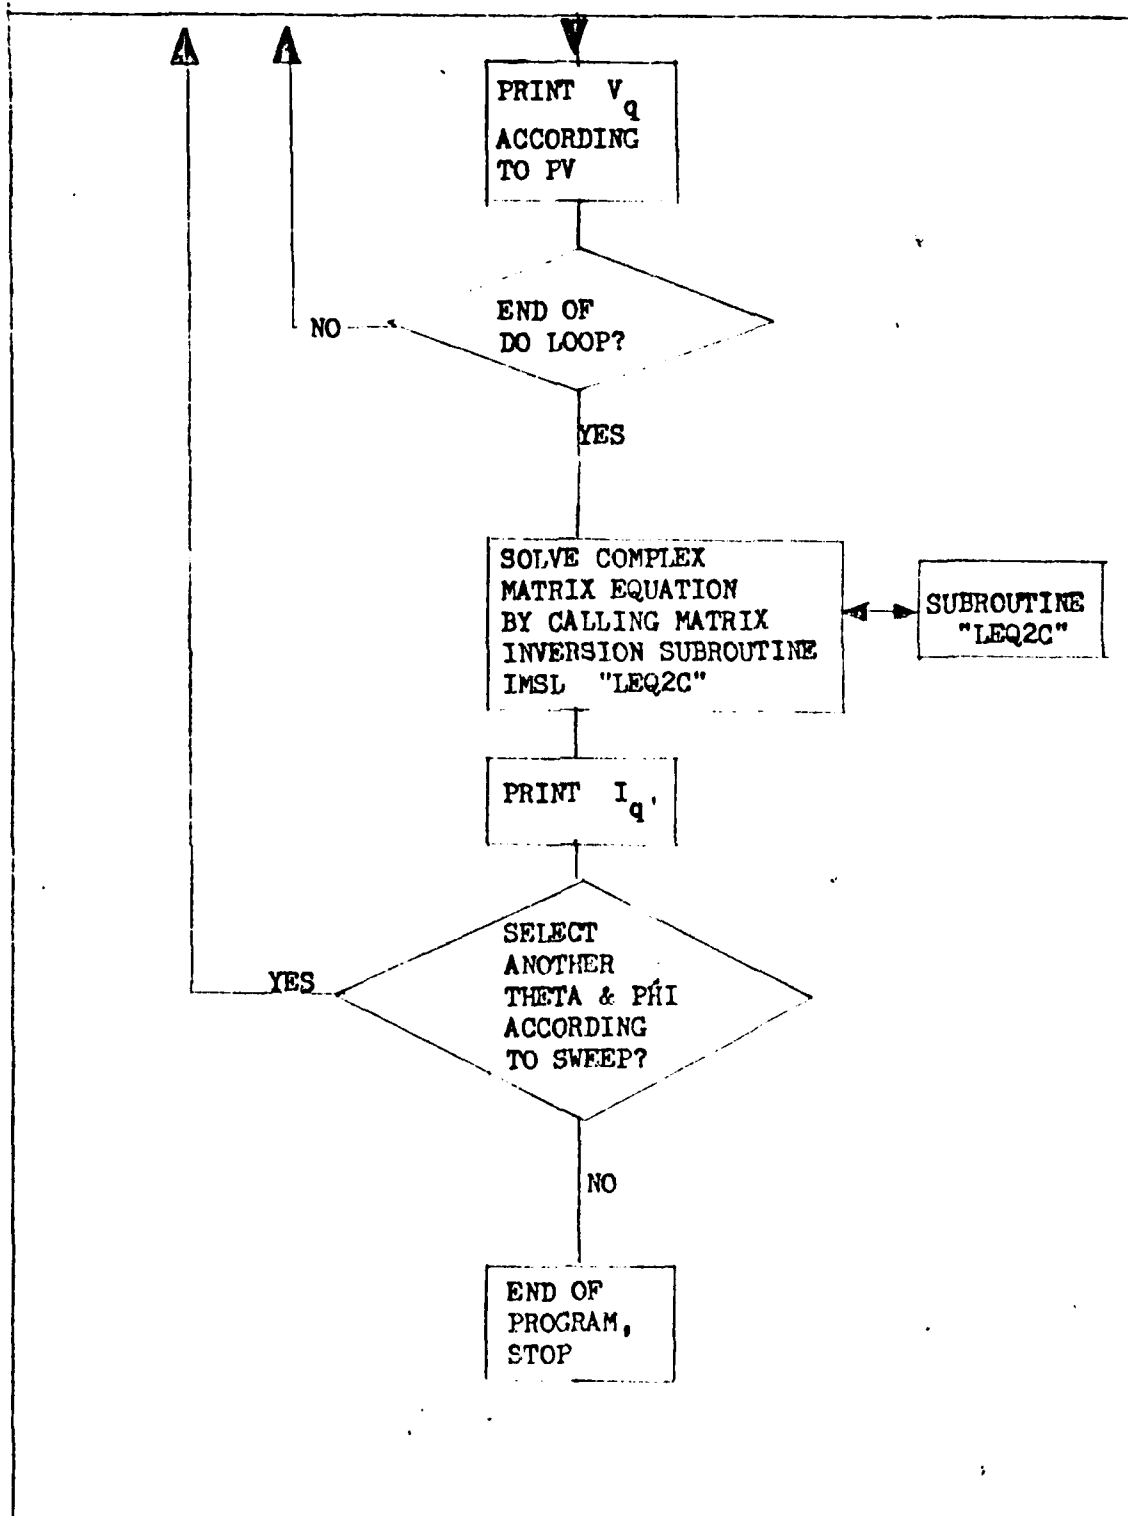 PRINT V_q
ACCORDING
TO PV
END OF
DO LOOP?
NO
YES
SOLVE COMPLEX
MATRIX EQUATION
BY CALLING MATRIX
INVERSION SUBROUTINE
IMSL "LEQ2C"
SUBROUTINE
"LEQ2C"
PRINT I_q'
SELECT
ANOTHER
THETA & PHI
ACCORDING
TO SWEEP?
YES
NO
END OF
PROGRAM,
STOP